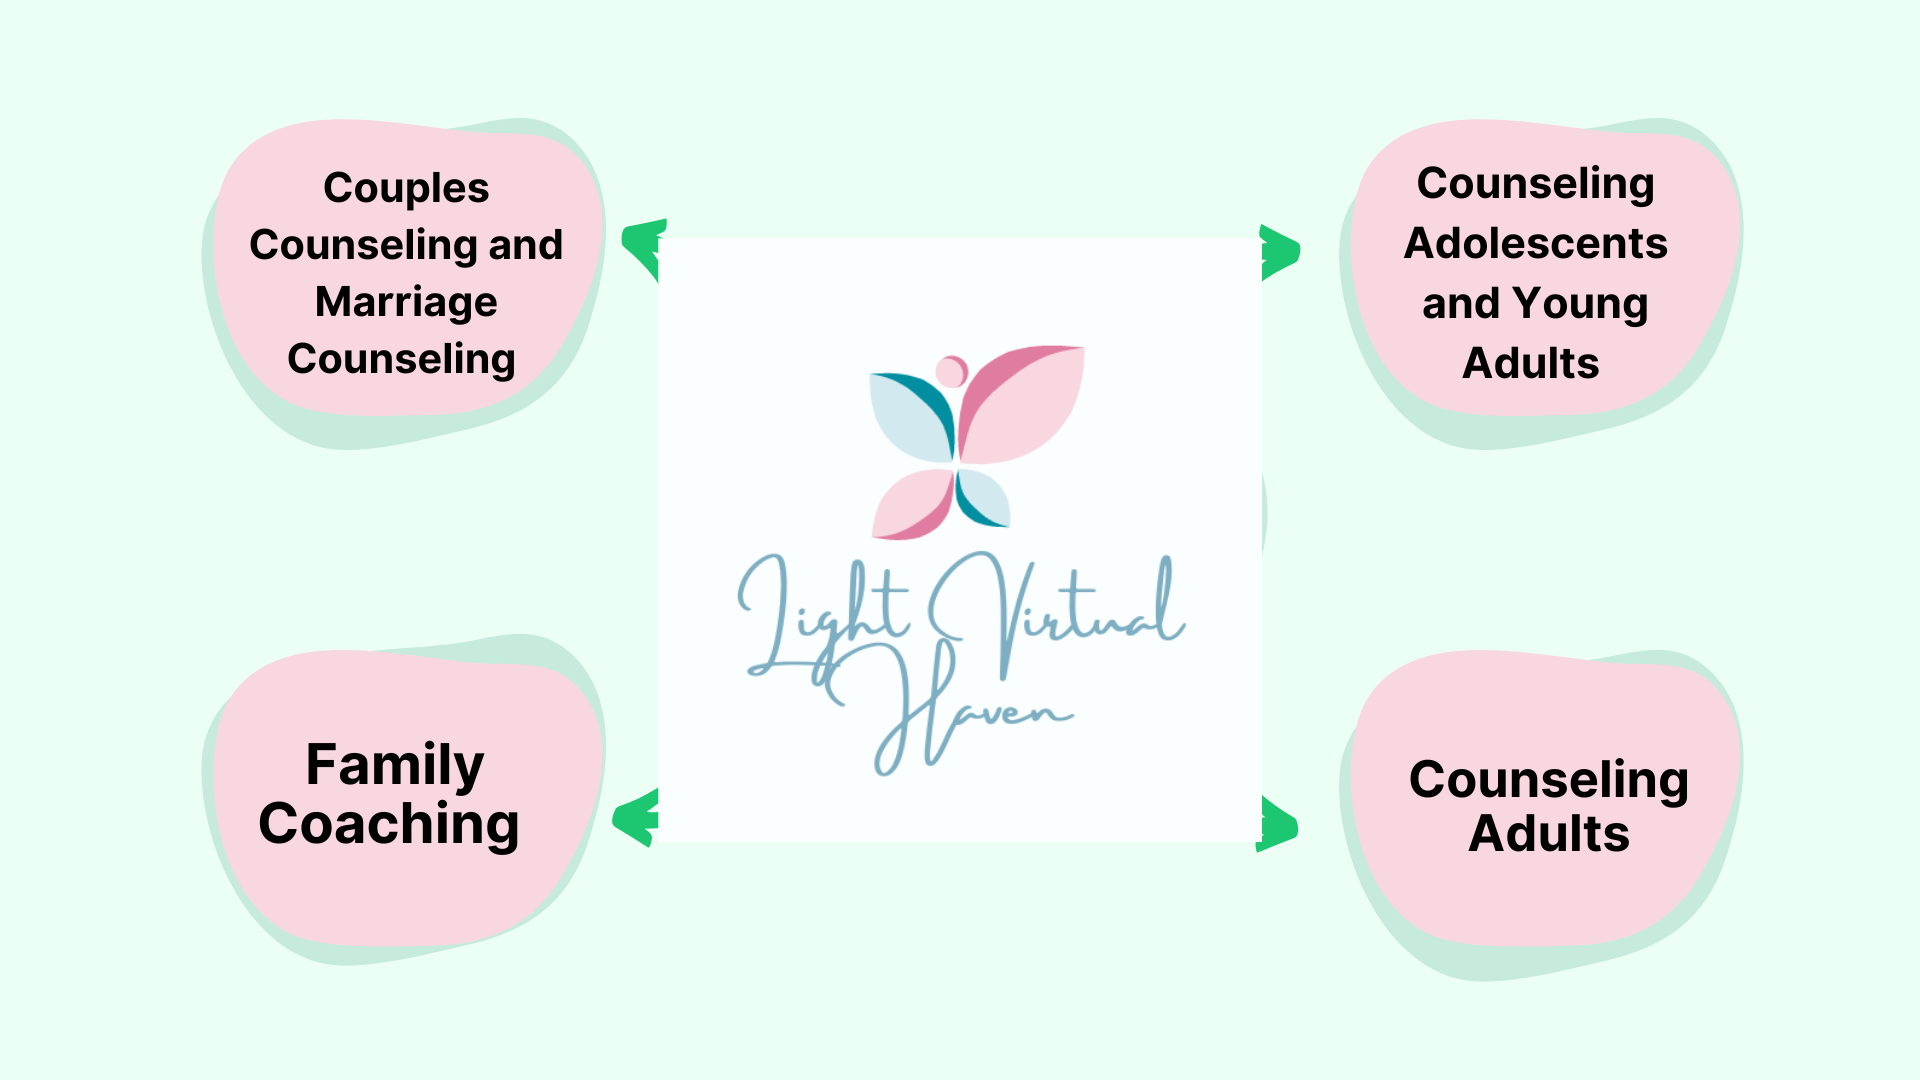 Couples
Counseling and
Marriage
Counseling
Counseling
Adolescents
and Young
Adults
Light Virtual
Haven
Family
Coaching
Counseling
Adults